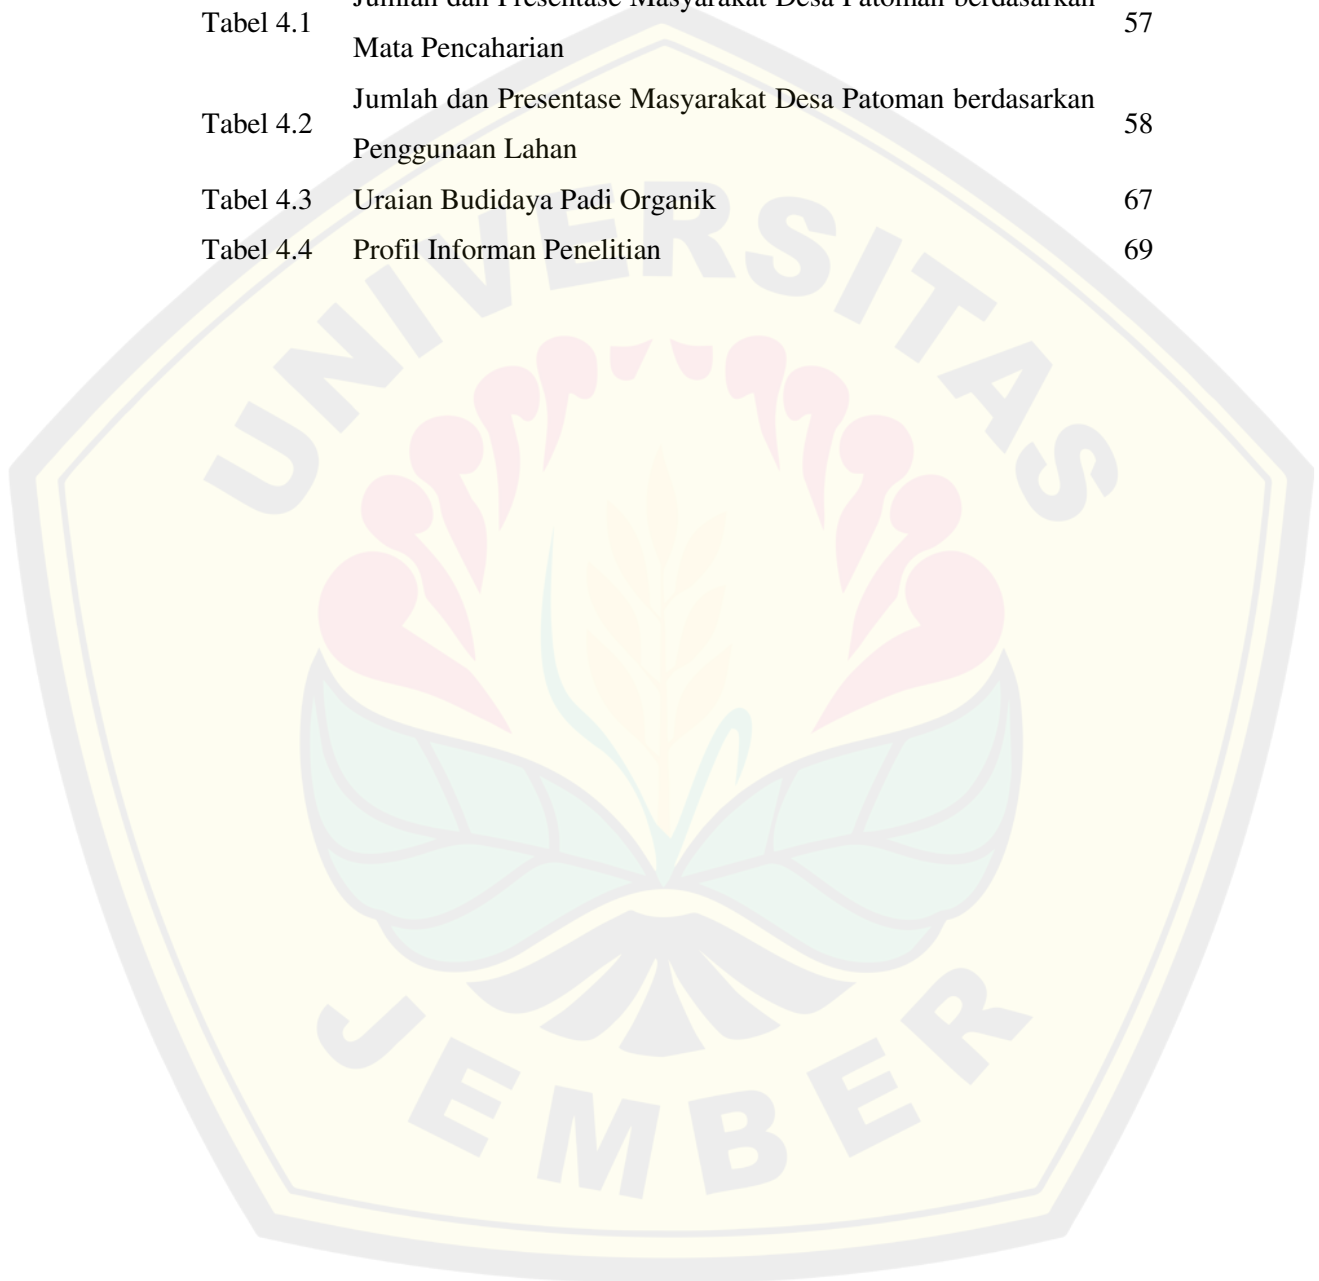 Tabel 4.1 Jumlah dan Presentase Masyarakat Desa Patoman berdasarkan 57
Mata Pencaharian
Tabel 4.2 Jumlah dan Presentase Masyarakat Desa Patoman berdasarkan 58
Penggunaan Lahan
Tabel 4.3 Uraian Budidaya Padi Organik 67
Tabel 4.4 Profil Informan Penelitian 69
UNIVERSITAS
JEMBER